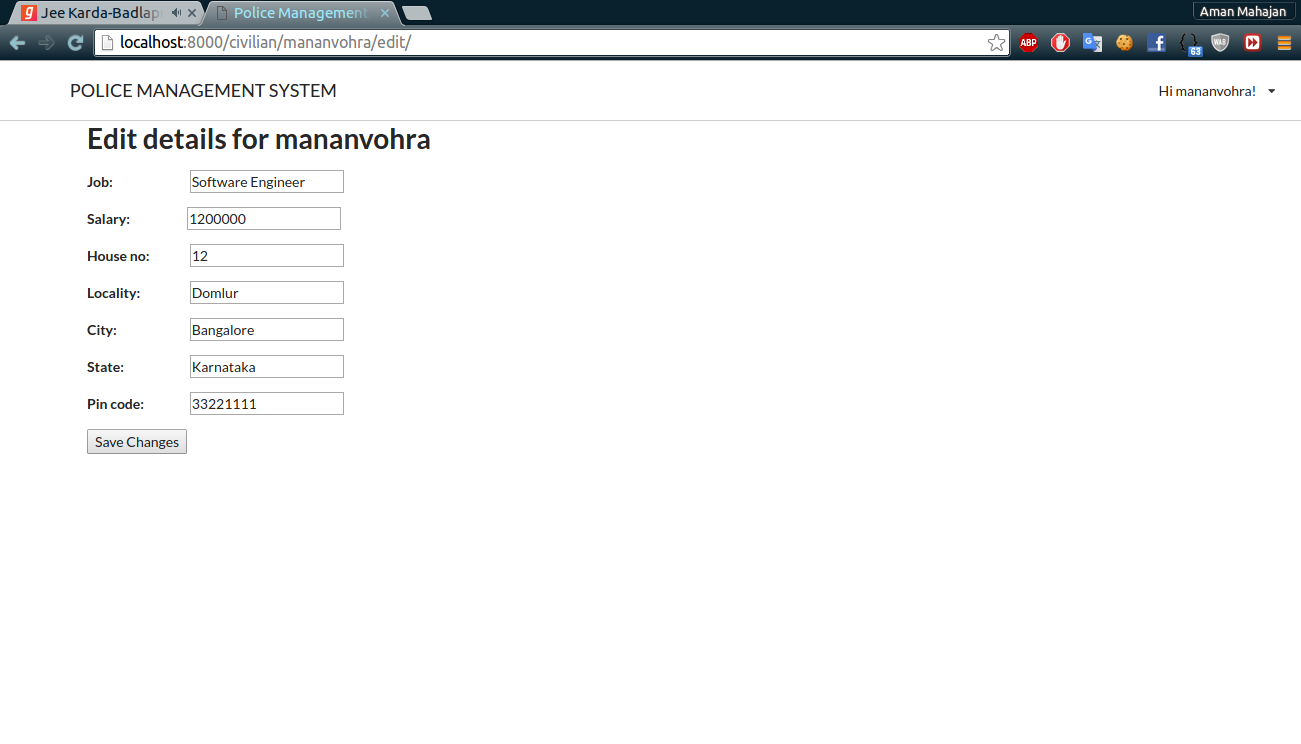 g Jee Karda-Badlap
Police Management
Aman Mahajan
localhost:8000/civilian/mananvohra/edit/
ABP
63
WAB
POLICE MANAGEMENT SYSTEM
Hi mananvohra!
Edit details for mananvohra
Job: Software Engineer
Salary: 1200000
House no: 12
Locality: Domlur
City: Bangalore
State: Karnataka
Pin code: 33221111
Save Changes